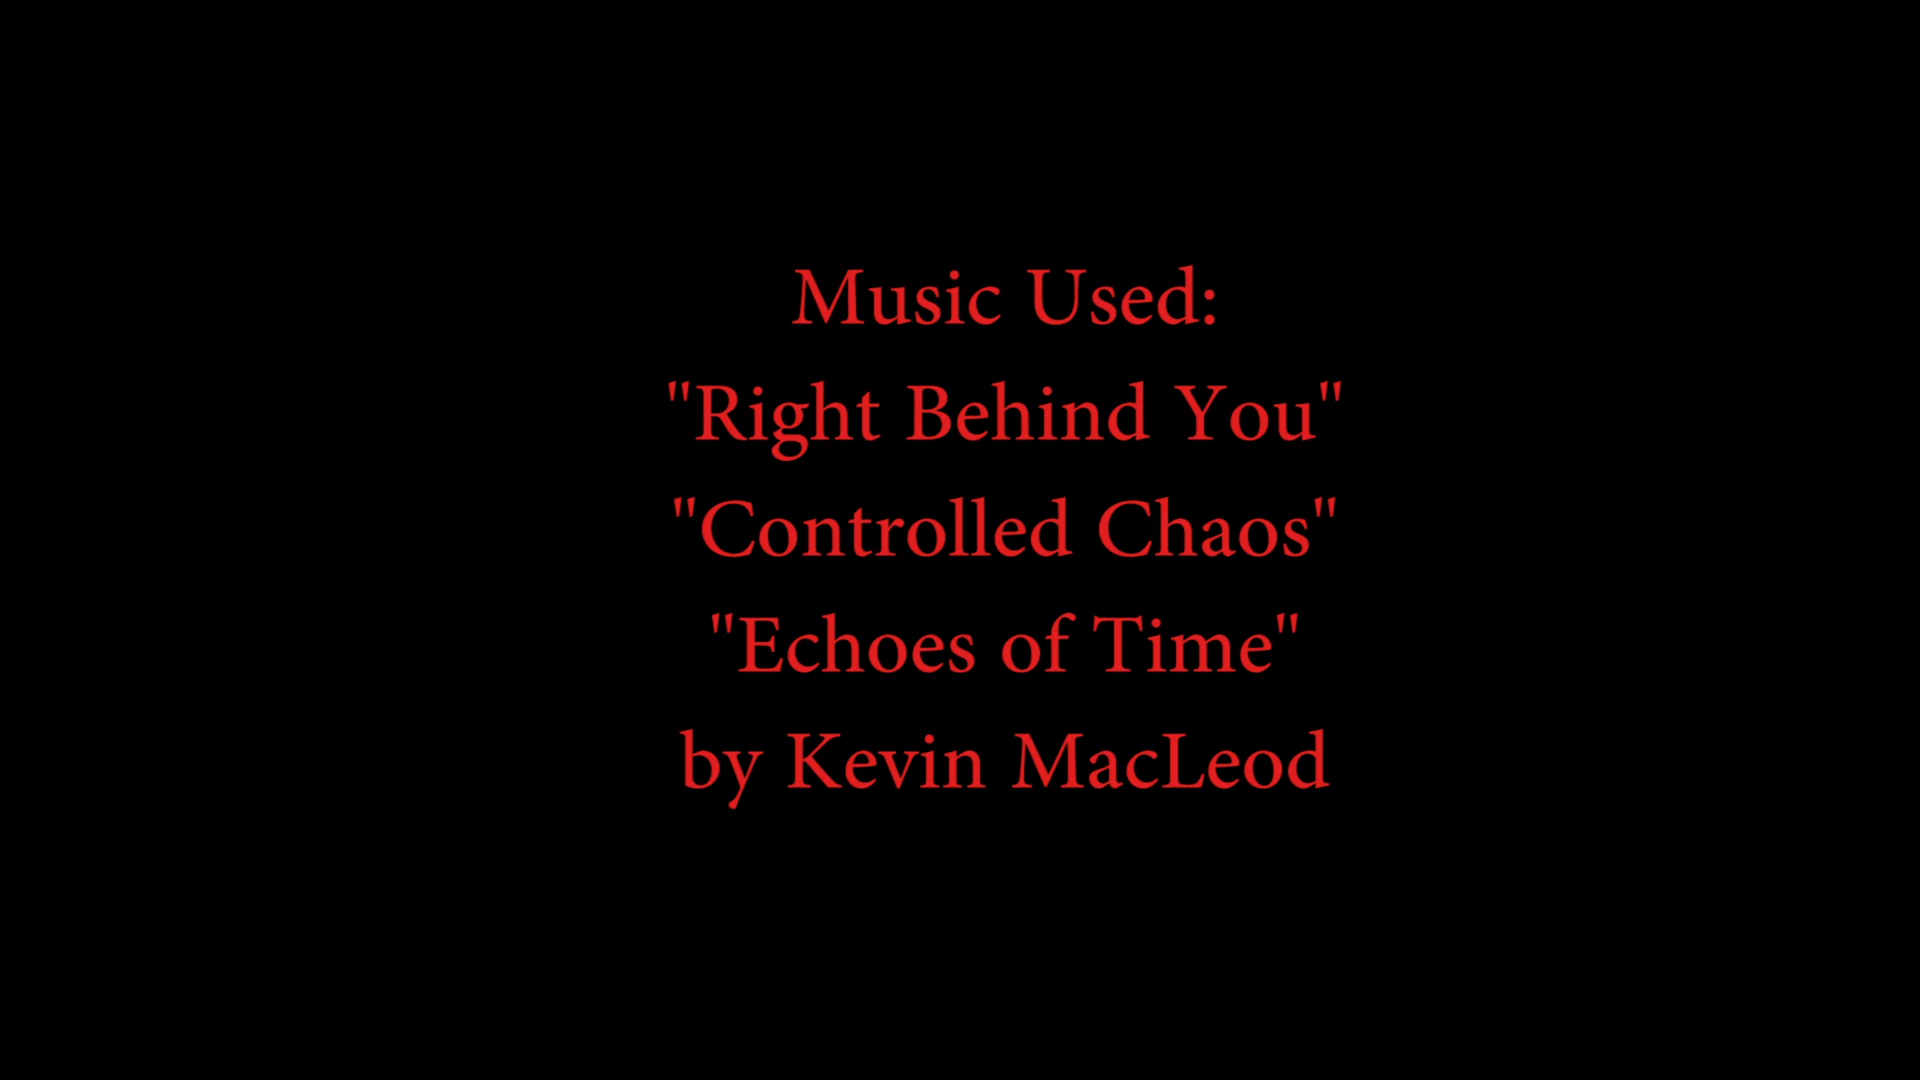 Music Used:
"Right Behind You"
"Controlled Chaos"
"Echoes of Time"
by Kevin MacLeod